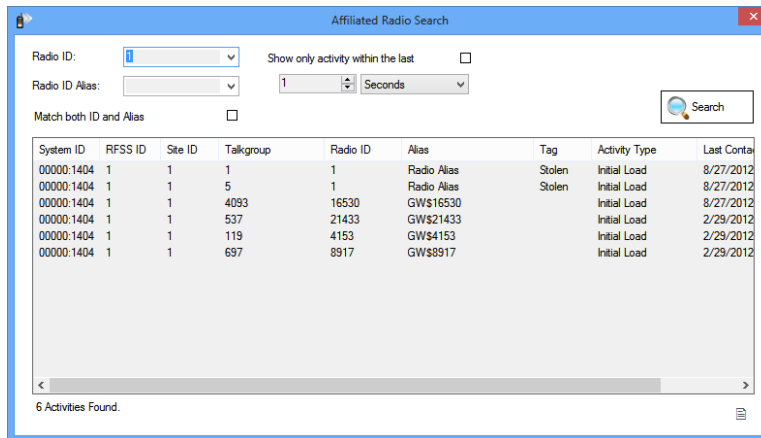 Affiliated Radio Search
Radio ID: 1 Show only activity within the last
Radio ID Alias: 1 Seconds
Match both ID and Alias Search
System ID RFSS ID Site ID Talkgroup Radio ID Alias Tag Activity Type Last Conta
00000:1404 1 1 1 1 Radio Alias Stolen Initial Load 8/27/2012
00000:1404 1 1 5 1 Radio Alias Stolen Initial Load 8/27/2012
00000:1404 1 1 4093 16530 GW$16530 Initial Load 8/27/2012
00000:1404 1 1 537 21433 GW$21433 Initial Load 2/29/2012
00000:1404 1 1 119 4153 GW$4153 Initial Load 2/29/2012
00000:1404 1 1 697 8917 GW$8917 Initial Load 2/29/2012
6 Activities Found.